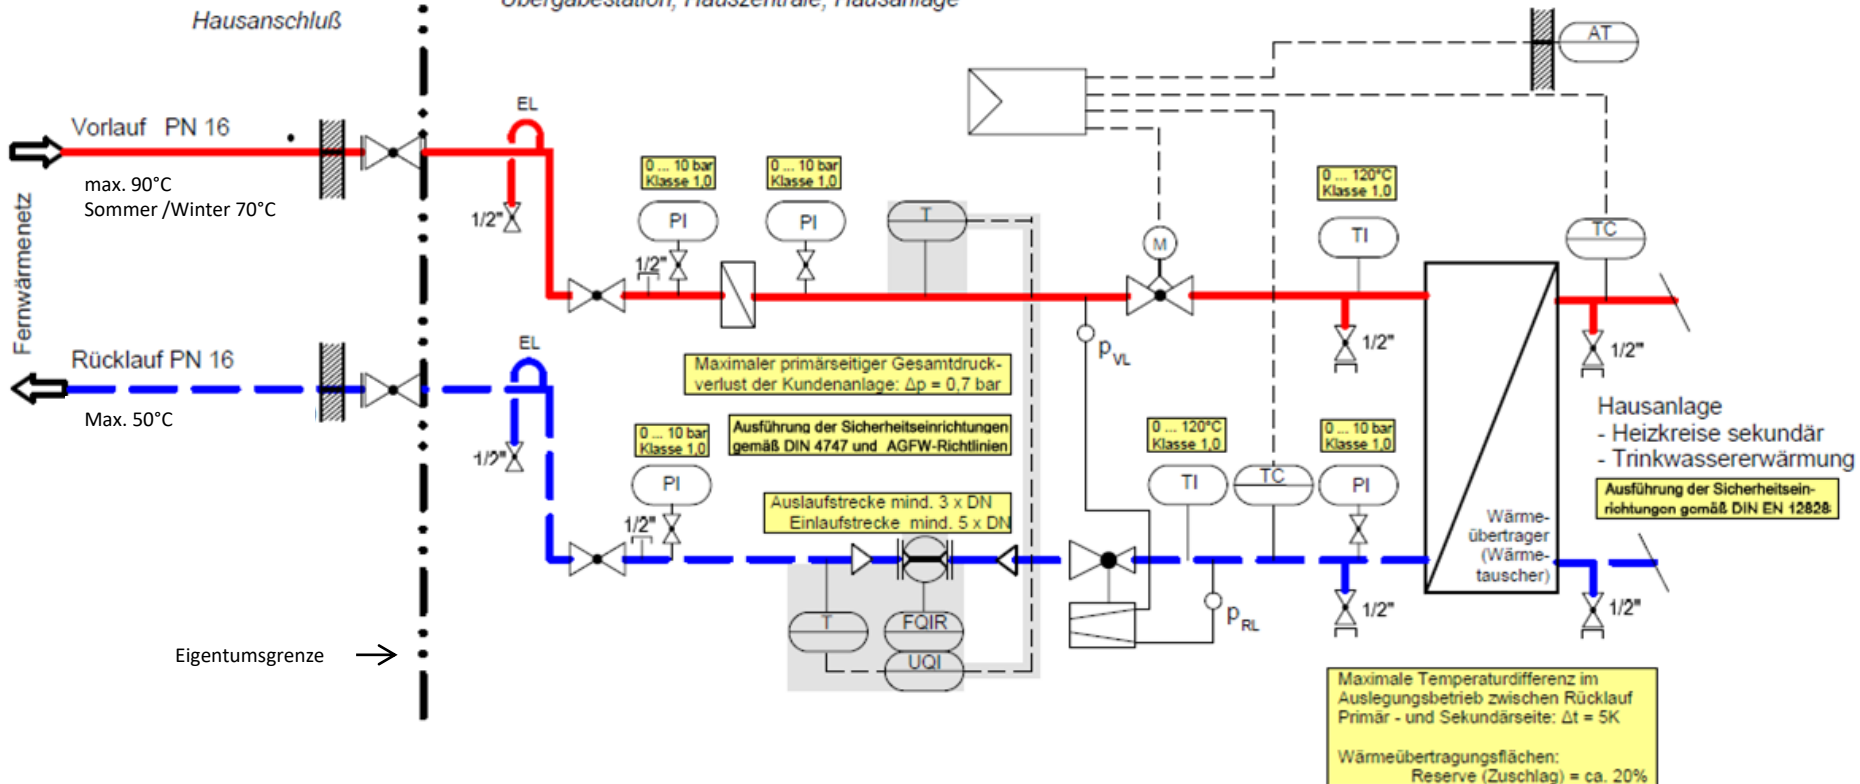 Übergabestation, Hauszentrale, Hausanlage
Hausanschluß
AT
EL
Vorlauf PN 16
max. 90°C
Sommer /Winter 70°C
1/2"
0 ... 10 bar
Klasse 1,0
PI
1/2"
0 ... 10 bar
Klasse 1,0
PI
T
M
0 ... 120°C
Klasse 1,0
TI
TC
Fernwärmenetz
EL
Rücklauf PN 16
Max. 50°C
1/2"
Maximaler primärseitiger Gesamtdruck-
verlust der Kundenanlage: Δp = 0,7 bar
pVL
1/2"
1/2"
0 ... 10 bar
Klasse 1,0
PI
1/2"
Ausführung der Sicherheitseinrichtungen
gemäß DIN 4747 und AGFW-Richtlinien
Auslaufstrecke mind. 3 x DN
Einlaufstrecke mind. 5 x DN
0 ... 120°C
Klasse 1,0
TI
TC
0 ... 10 bar
Klasse 1,0
PI
Hausanlage
- Heizkreise sekundär
- Trinkwassererwärmung
Ausführung der Sicherheitsein-
richtungen gemäß DIN EN 12828
Wärme-
übertrager
(Wärme-
tauscher)
T
FQIR
UQI
pRL
1/2"
1/2"
Eigentumsgrenze
Maximale Temperaturdifferenz im
Auslegungsbetrieb zwischen Rücklauf
Primär - und Sekundärseite: Δt = 5K
Wärmeübertragungsflächen:
Reserve (Zuschlag) = ca. 20%